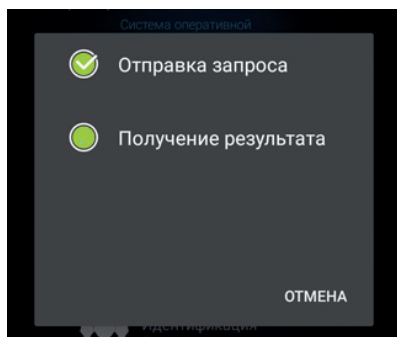 Система оперативной
Отправка запроса
Получение результата
ОТМЕНА
Идентификация